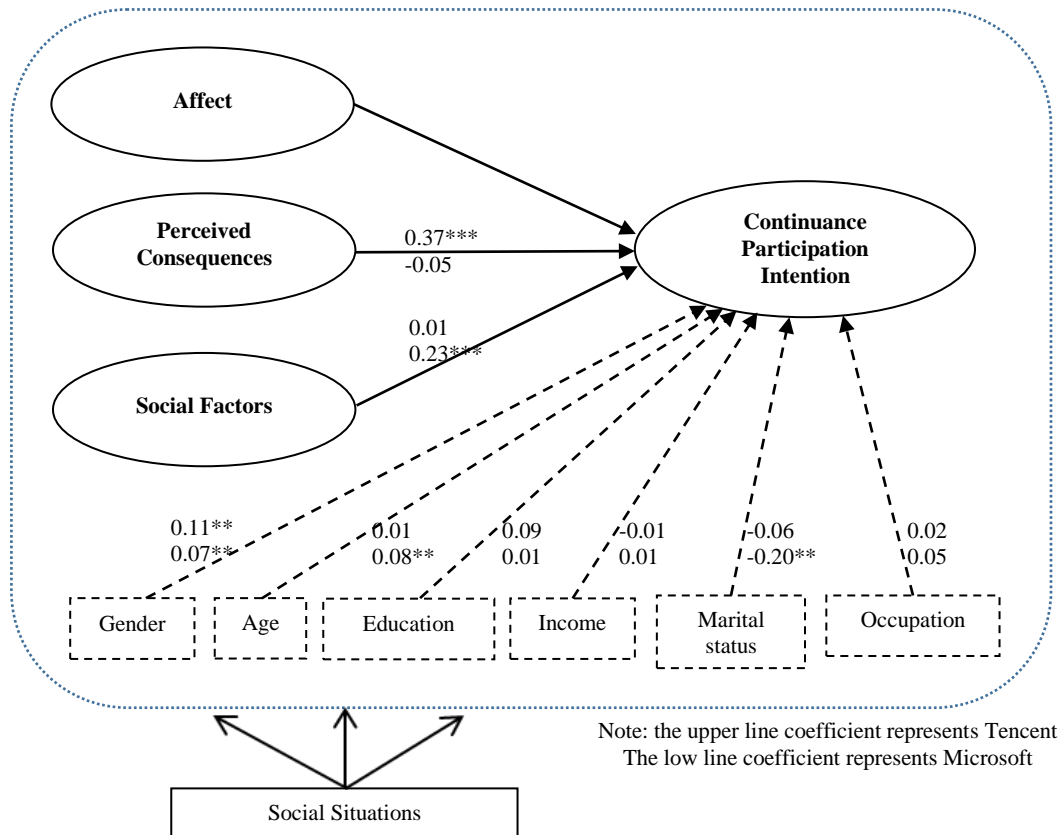 Affect
Perceived
Consequences
0.37***
-0.05
Continuance
Participation
Intention
0.01
0.23***
Social Factors
0.11**
0.07**
0.01
0.08**
0.09
0.01
-0.01
0.01
-0.06
-0.20**
0.02
0.05
Gender
Age
Education
Income
Marital
status
Occupation
Note: the upper line coefficient represents Tencent
The low line coefficient represents Microsoft
Social Situations